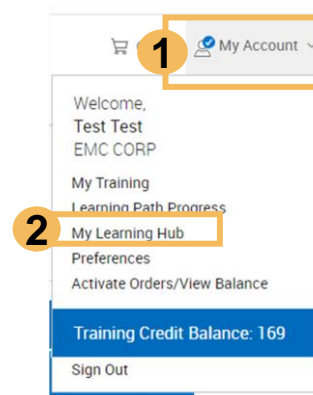 1
My Account
Welcome,
Test Test
EMC CORP
My Training
Learning Path Progress
2
My Learning Hub
Preferences
Activate Orders/View Balance
Training Credit Balance: 169
Sign Out